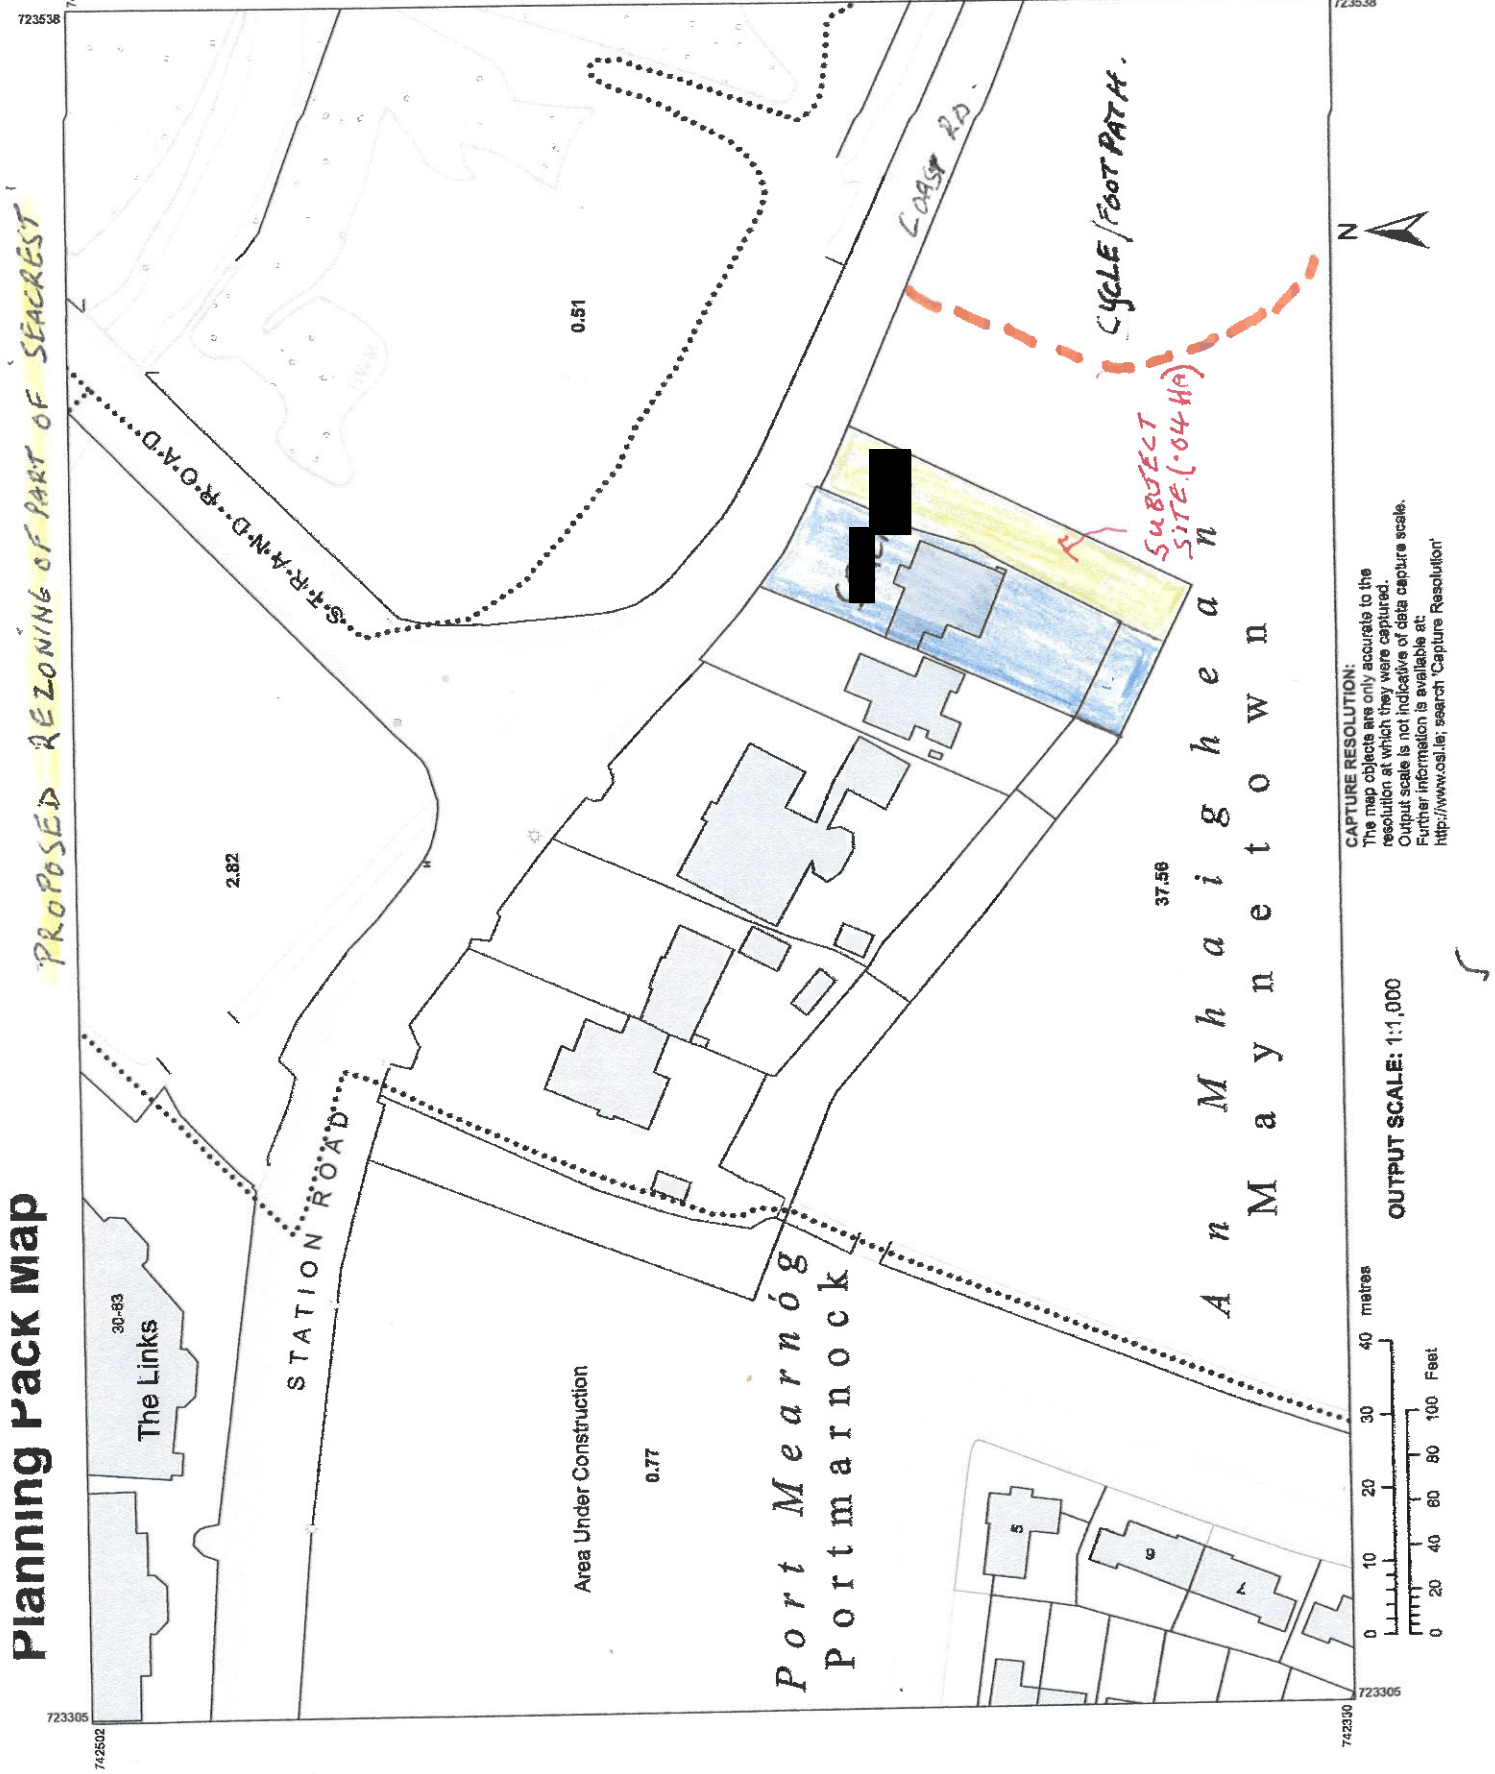 Planning Pack Map
'PROPOSED REZONING OF PART OF 'SEACREST'
723538
723538
30-83
The Links
STATION ROAD
S.T.R.A.N.D R.O.A.D
2.82
0.51
COAST RD.
CYCLE/FOOTPATH.
SUBJECT
SITE. (.04 HA)
Area Under Construction
0.77
Port Mearnóg
Portmarnock
An Mhaighean
Maynetown
37.56
5
6
7
N
723305
742502
742330
723305
0 10 20 30 40 metres
0 20 40 60 80 100 Feet
OUTPUT SCALE: 1:1,000
CAPTURE RESOLUTION:
The map objects are only accurate to the
resolution at which they were captured.
Output scale is not indicative of data capture scale.
Further information is available at:
http://www.osi.ie; search 'Capture Resolution'